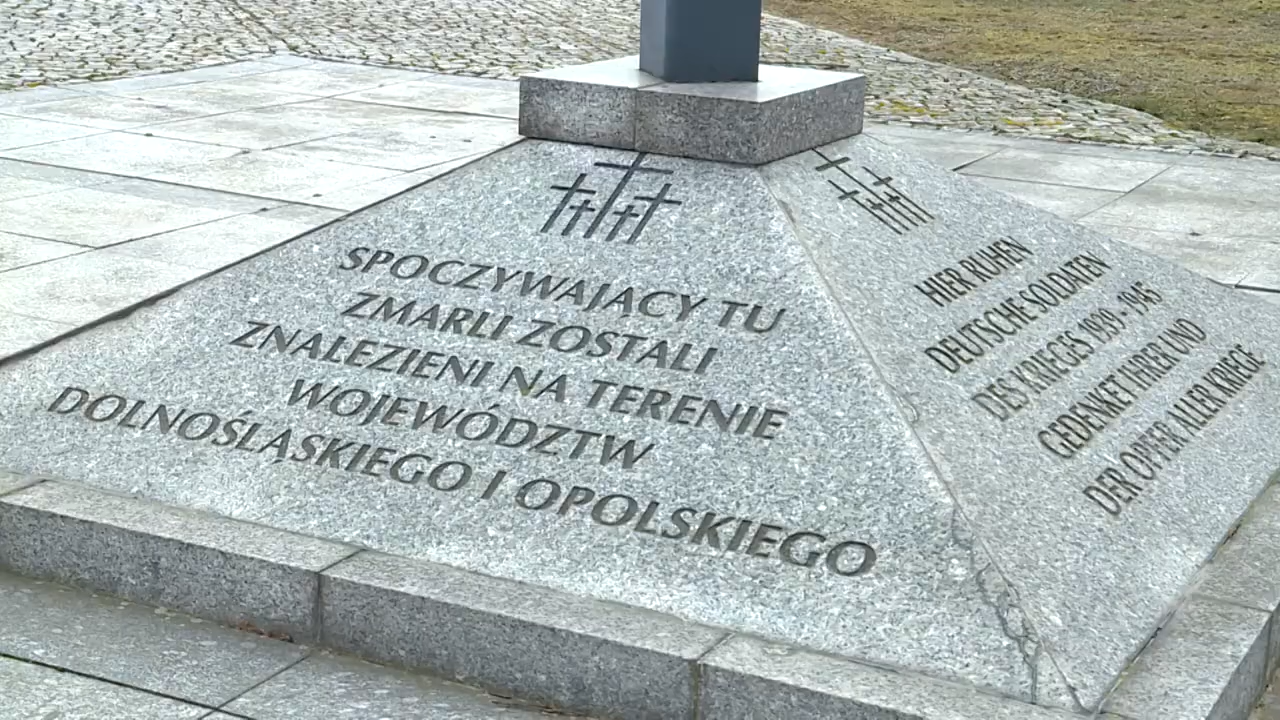 SPOCZYWAJĄCY TU
ZMARLI ZOSTALI
ZNALEZIENI NA TERENIE
WOJEWÓDZTW
DOLNOŚLĄSKIEGO I OPOLSKIEGO
HIER RUHEN
DEUTSCHE SOLDATEN
DES KRIEGES 1939 - 1945
GEDENKET IHRER UND
DER OPFER ALLER KRIEGE